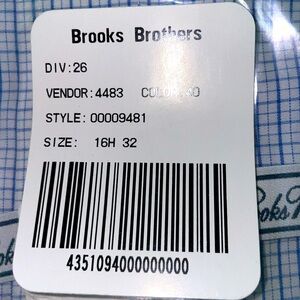 Brooks Brothers
DIV:26
VENDOR:4483
STYLE:00009481
SIZE: 16H 32
4351094000000000